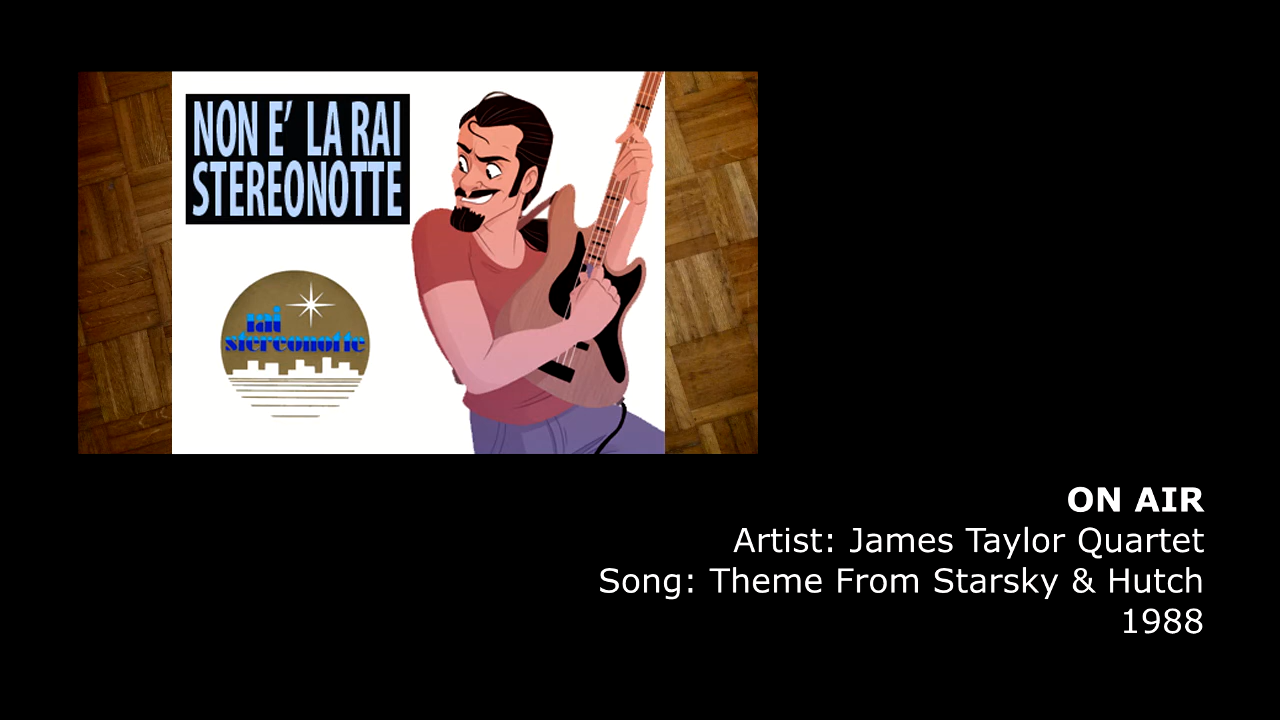 NON E' LA RAI
STEREONOTTE
rai
stereonotte
ON AIR
Artist: James Taylor Quartet
Song: Theme From Starsky & Hutch
1988